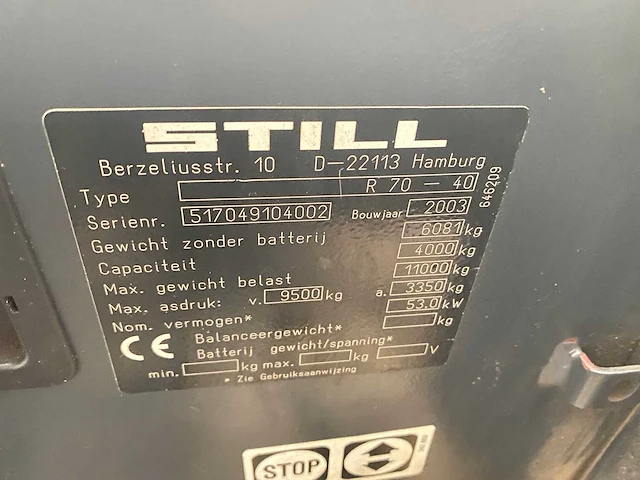 STILL
Berzeliusstr. 10 D-22113 Hamburg
Type R 70 - 40
Serienr. 517049104002 Bouwjaar 2003
Gewicht zonder batterij 6081 kg
Capaciteit 4000 kg
Max. gewicht belast 11000 kg
Max. asdruk: v. 9500 kg a. 3350 kg
Nom. vermogen* 53.0 kW
Balanceergewicht* kg
Batterij gewicht/spanning*
min. kg max. kg V
* Zie Gebruiksaanwijzing
CE
646209
STOP